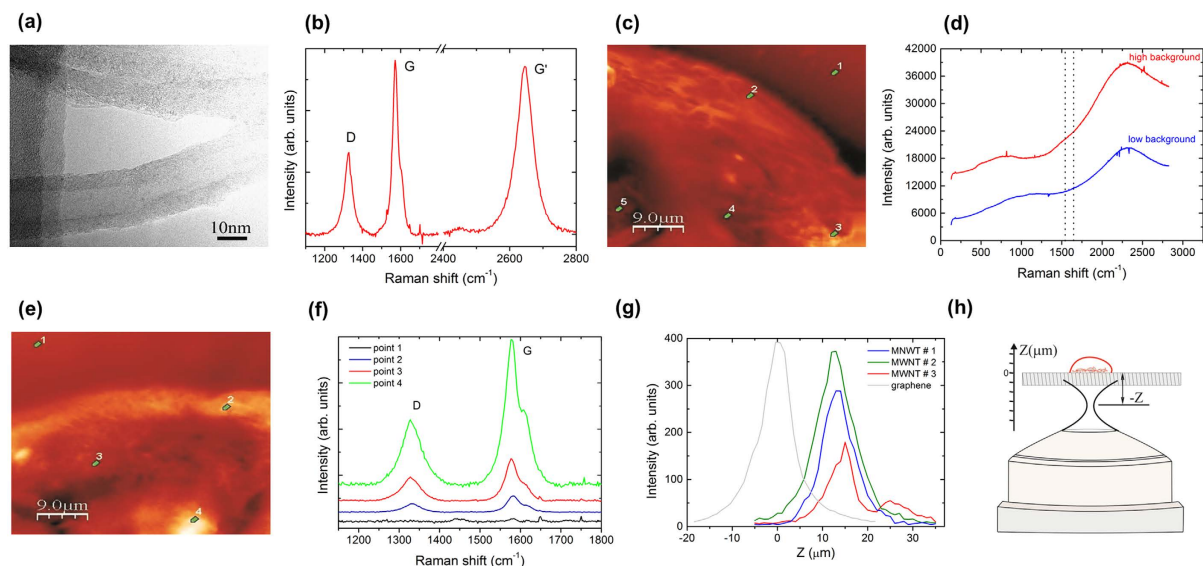 (a)
10nm
(b)
Intensity (arb. units)
D
G
G'
1200
1400
1600
2400
2600
2800
Raman shift (cm-1)
(c)
1
2
3
4
5
9.0µm
(d)
Intensity (arb. units)
42000
36000
30000
24000
18000
12000
6000
0
high background
low background
0
500
1000
1500
2000
2500
3000
Raman shift (cm-1)
(e)
1
2
3
4
9.0µm
(f)
Intensity (arb. units)
point 1
point 2
point 3
point 4
D
G
1200
1300
1400
1500
1600
1700
1800
Raman shift (cm-1)
(g)
Intensity (arb. units)
400
300
200
100
0
MNWT # 1
MWNT # 2
MWNT # 3
graphene
-20
-10
0
10
20
30
Z (µm)
(h)
Z(µm)
0
-Z